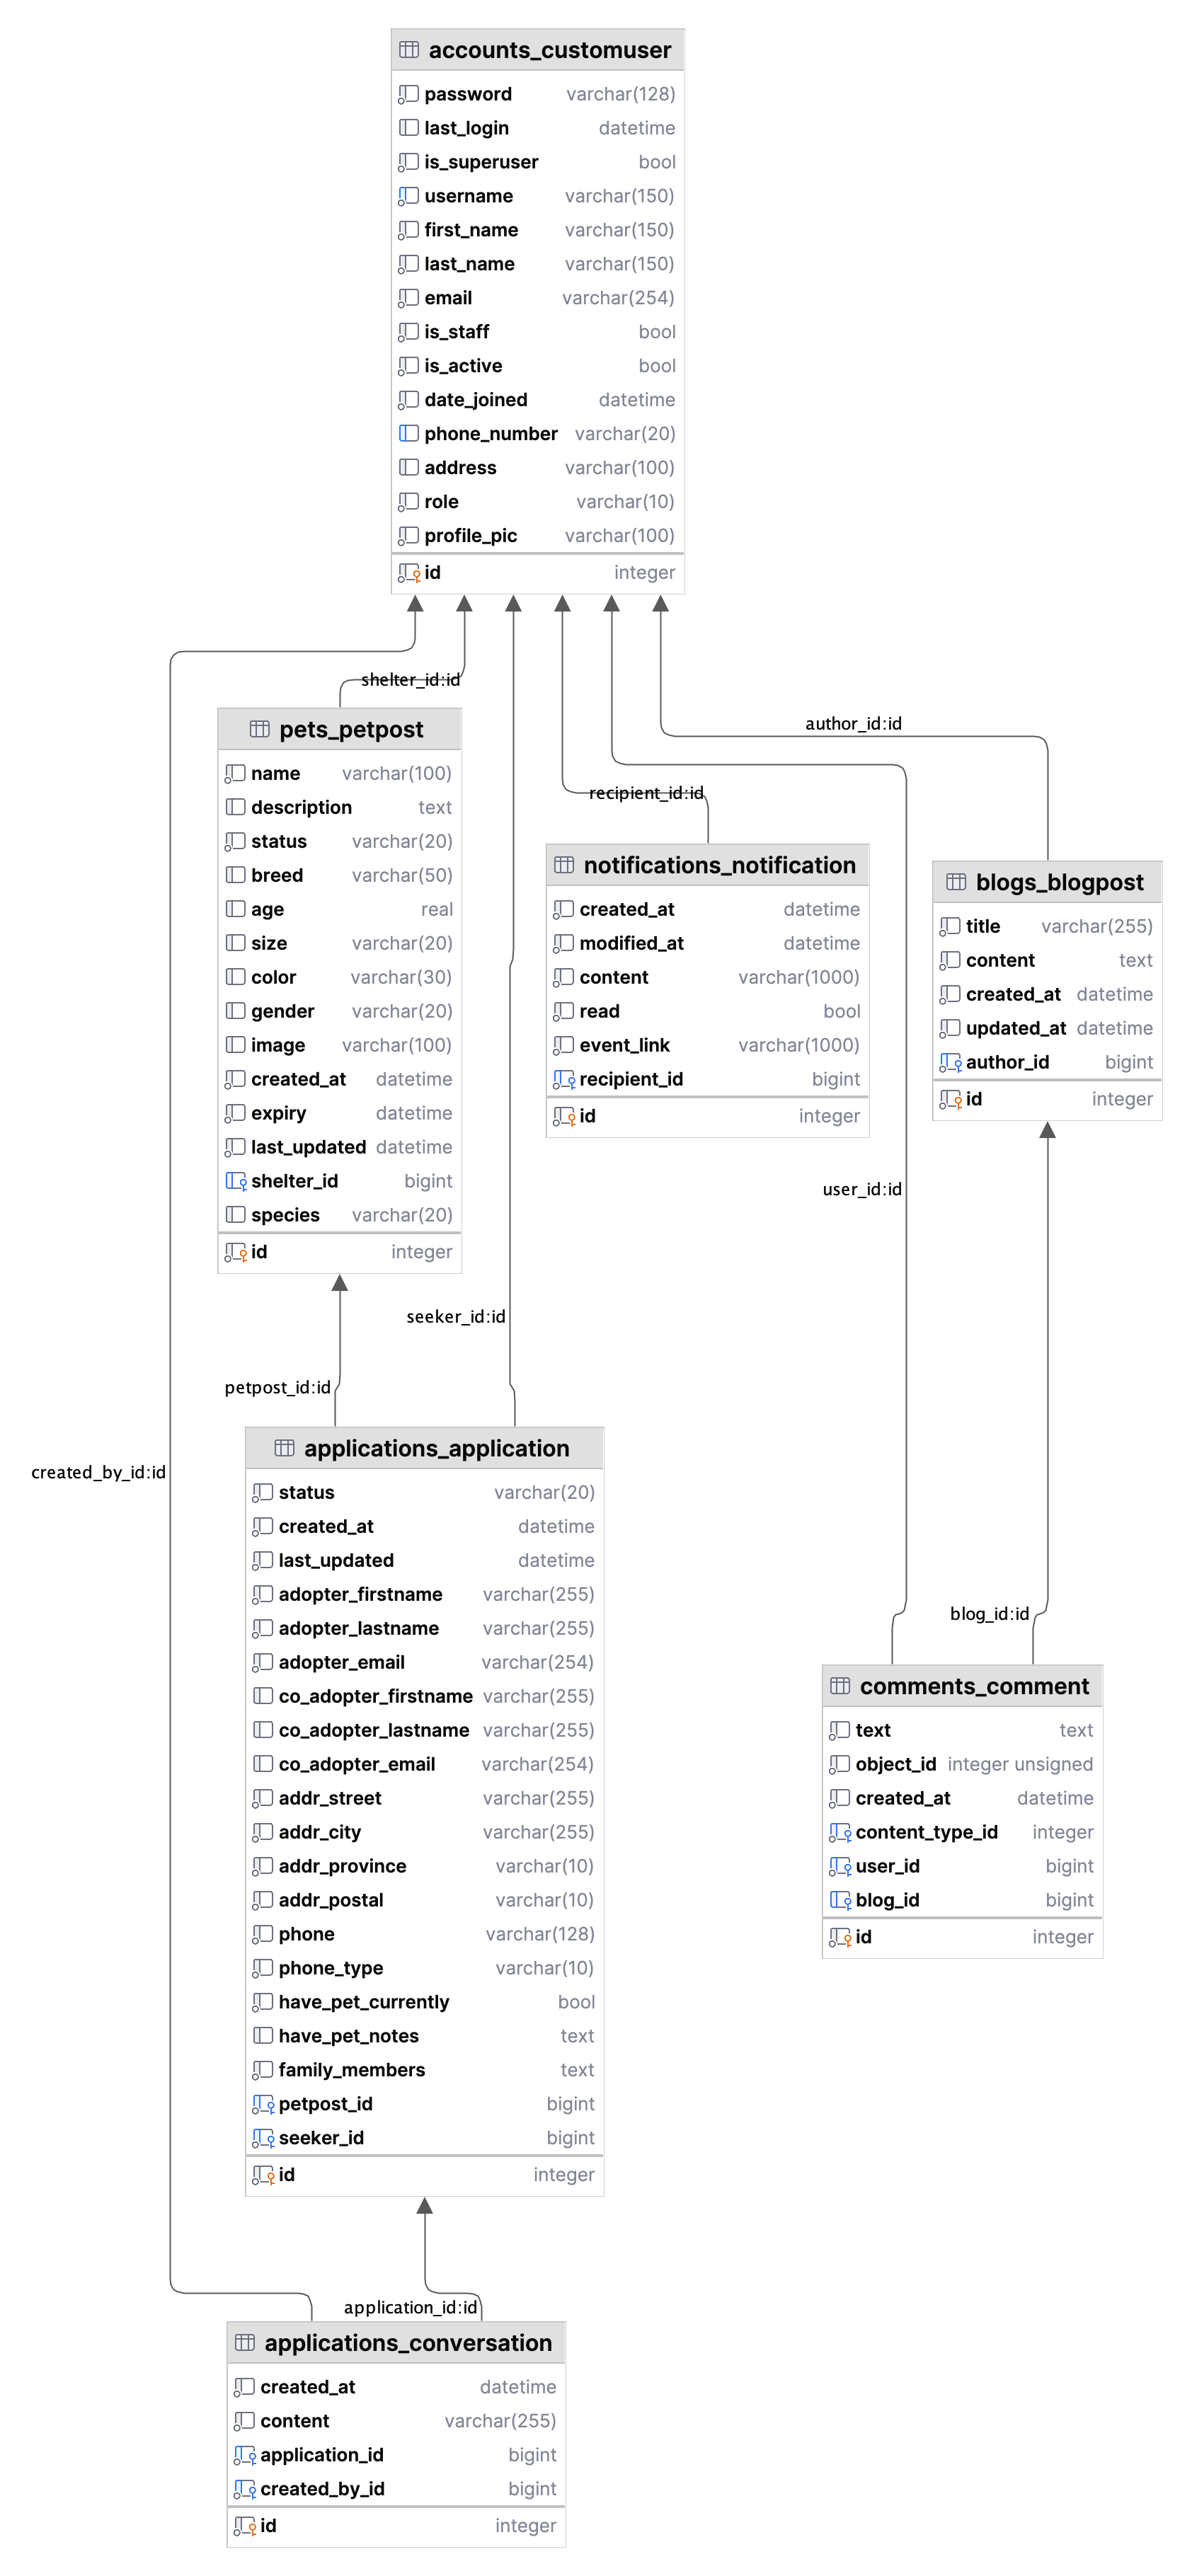 accounts_customuser
password varchar(128)
last_login datetime
is_superuser bool
username varchar(150)
first_name varchar(150)
last_name varchar(150)
email varchar(254)
is_staff bool
is_active bool
date_joined datetime
phone_number varchar(20)
address varchar(100)
role varchar(10)
profile_pic varchar(100)
id integer
shelter_id:id
author_id:id
recipient_id:id
pets_petpost
name varchar(100)
description text
status varchar(20)
breed varchar(50)
age real
size varchar(20)
color varchar(30)
gender varchar(20)
image varchar(100)
created_at datetime
expiry datetime
last_updated datetime
shelter_id bigint
species varchar(20)
id integer
notifications_notification
created_at datetime
modified_at datetime
content varchar(1000)
read bool
event_link varchar(1000)
recipient_id bigint
id integer
blogs_blogpost
title varchar(255)
content text
created_at datetime
updated_at datetime
author_id bigint
id integer
user_id:id
seeker_id:id
petpost_id:id
created_by_id:id
blog_id:id
applications_application
status varchar(20)
created_at datetime
last_updated datetime
adopter_firstname varchar(255)
adopter_lastname varchar(255)
adopter_email varchar(254)
co_adopter_firstname varchar(255)
co_adopter_lastname varchar(255)
co_adopter_email varchar(254)
addr_street varchar(255)
addr_city varchar(255)
addr_province varchar(10)
addr_postal varchar(10)
phone varchar(128)
phone_type varchar(10)
have_pet_currently bool
have_pet_notes text
family_members text
petpost_id bigint
seeker_id bigint
id integer
comments_comment
text text
object_id integer unsigned
created_at datetime
content_type_id integer
user_id bigint
blog_id bigint
id integer
application_id:id
applications_conversation
created_at datetime
content varchar(255)
application_id bigint
created_by_id bigint
id integer